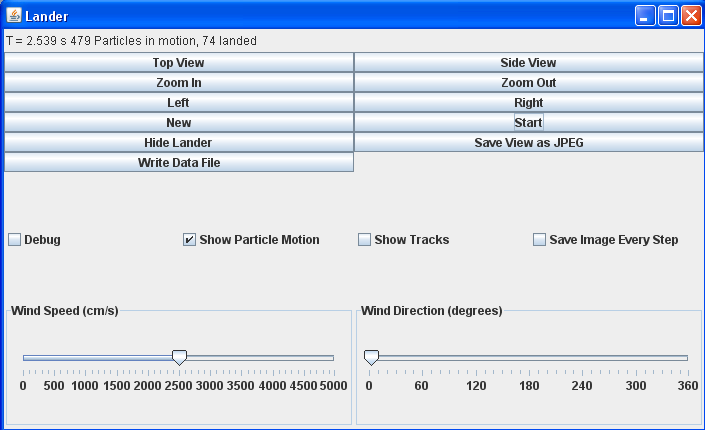 Lander
T = 2.539 s 479 Particles in motion, 74 landed
Top View Side View
Zoom In Zoom Out
Left Right
New Start
Hide Lander Save View as JPEG
Write Data File
Debug Show Particle Motion Show Tracks Save Image Every Step
Wind Speed (cm/s) Wind Direction (degrees)
0 500 1000 1500 2000 2500 3000 3500 4000 4500 5000 0 60 120 180 240 300 360